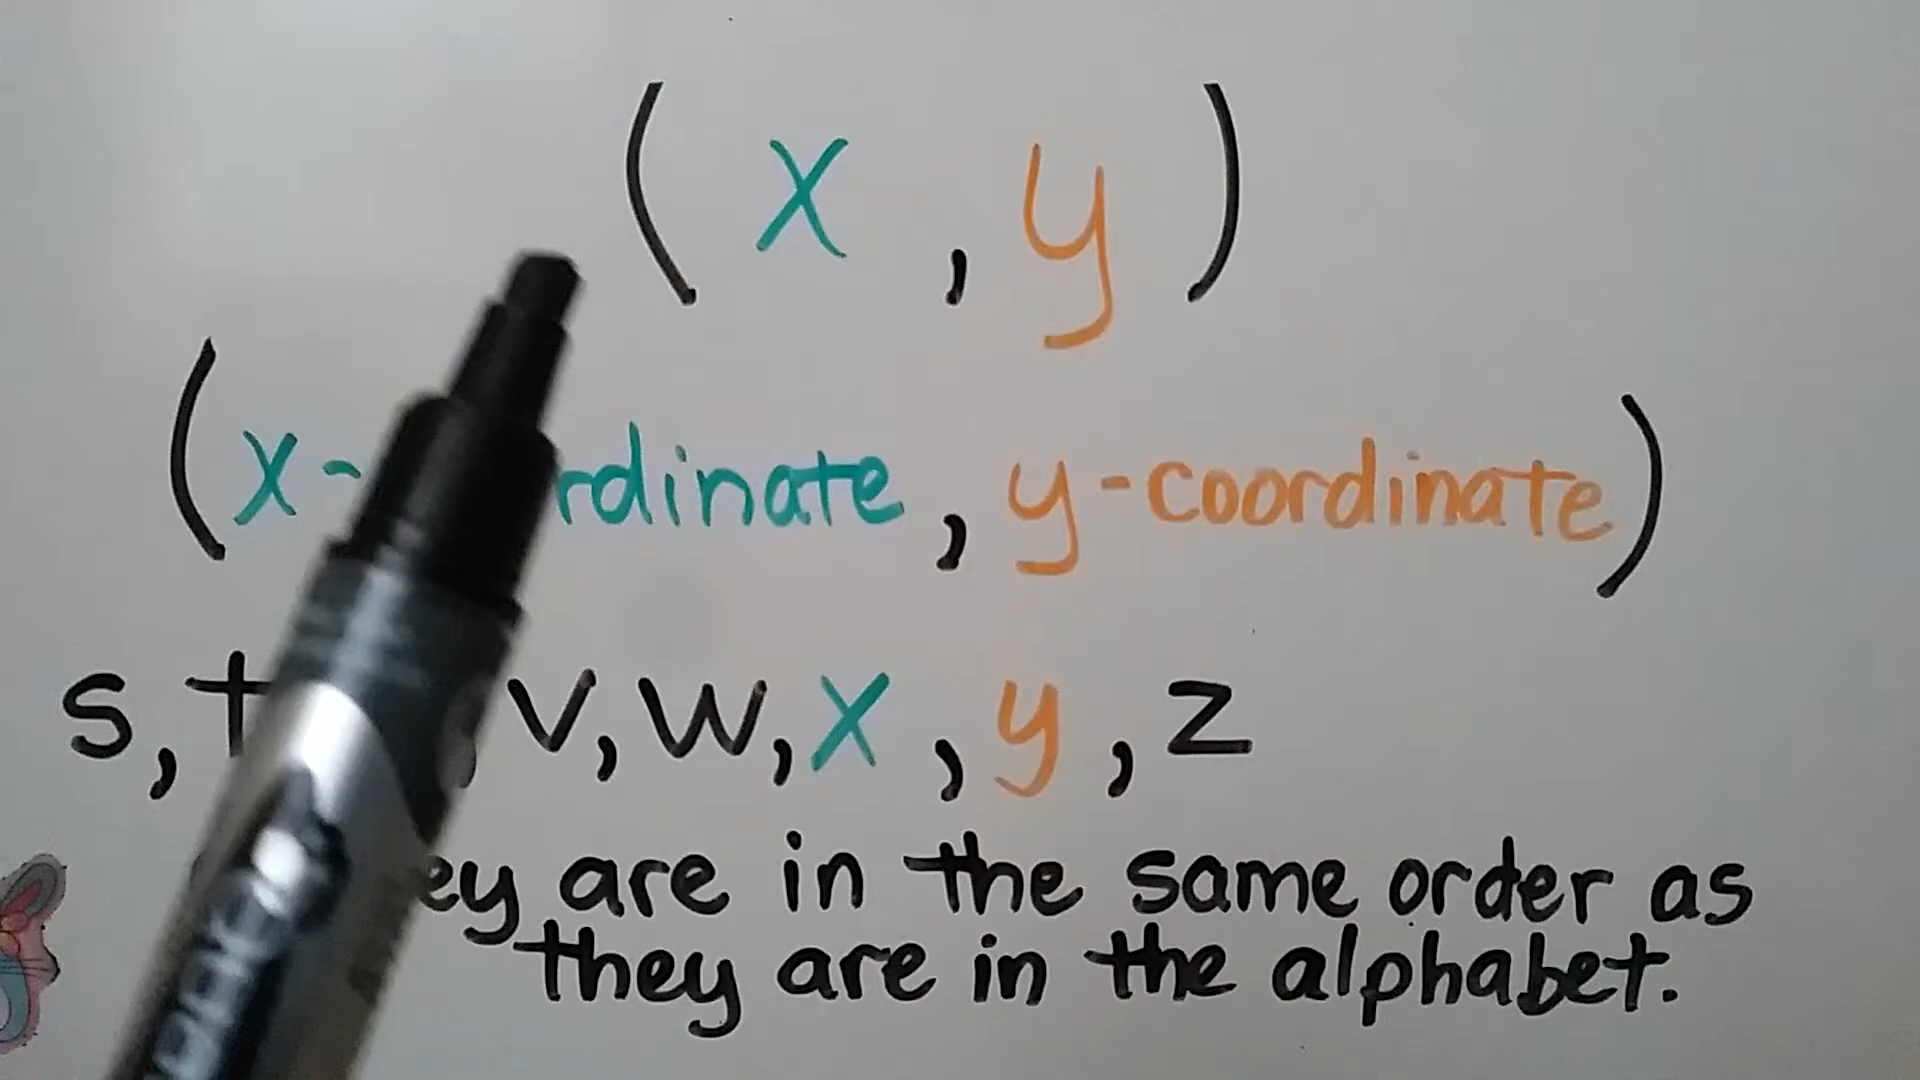 ( x , y )
(x- rdinate, y-coordinate)
s, t v, w, x, y, z
ey are in the same order as
they are in the alphabet.